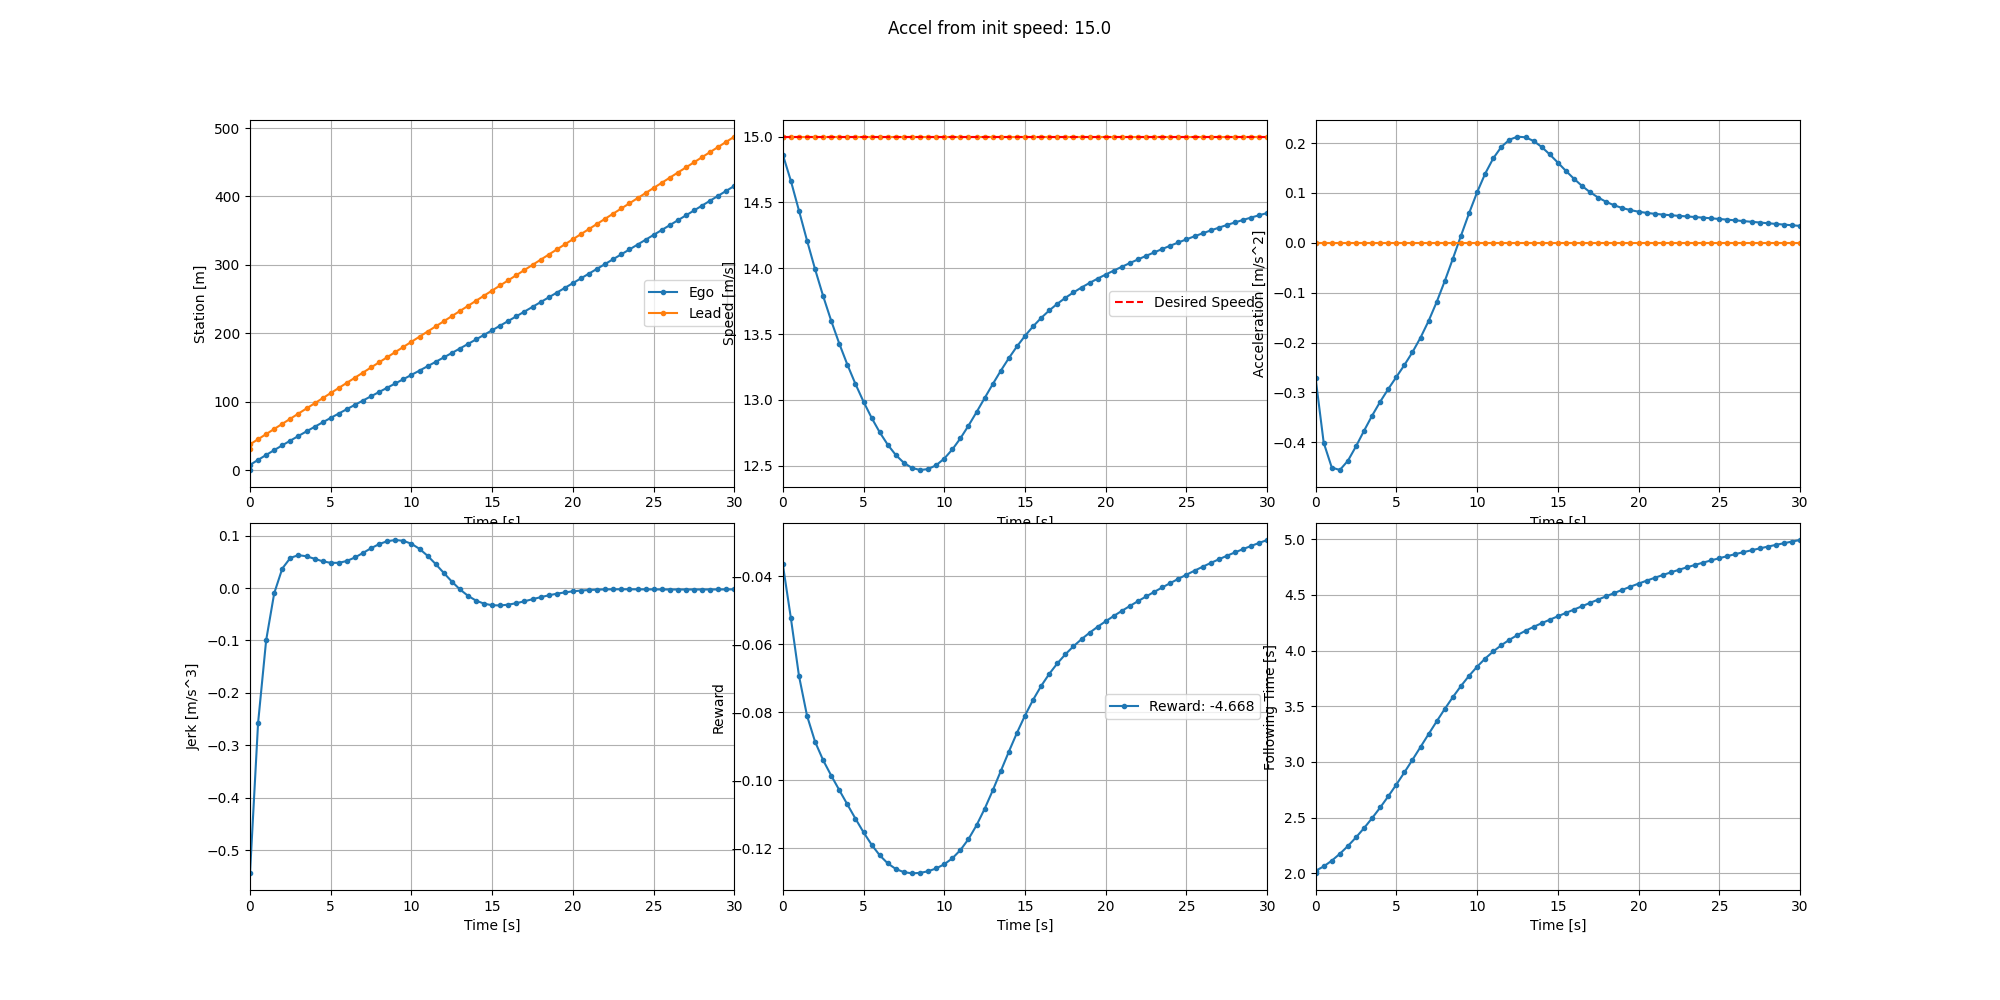 Accel from init speed: 15.0
500
400
300
200
100
0
Station [m]
Ego
Lead
0 5 10 15 20 25 30
Time [s]
15.0
14.5
14.0
13.5
13.0
12.5
Speed [m/s]
Desired Speed
0 5 10 15 20 25 30
Time [s]
0.2
0.1
0.0
−0.1
−0.2
−0.3
−0.4
Acceleration [m/s^2]
0 5 10 15 20 25 30
Time [s]
0.1
0.0
−0.1
−0.2
−0.3
−0.4
−0.5
Jerk [m/s^3]
0 5 10 15 20 25 30
Time [s]
−0.04
−0.06
−0.08
−0.10
−0.12
Reward
Reward: -4.668
0 5 10 15 20 25 30
Time [s]
5.0
4.5
4.0
3.5
3.0
2.5
2.0
Following Time [s]
0 5 10 15 20 25 30
Time [s]